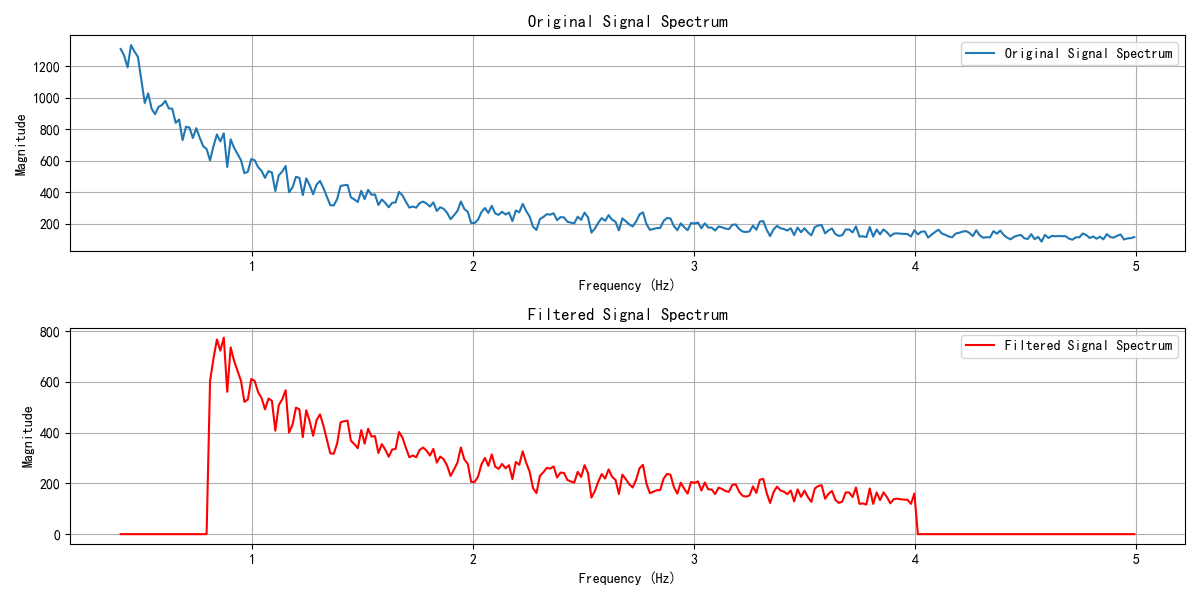 Original Signal Spectrum
Original Signal Spectrum
1200
1000
800
600
400
200
Magnitude
1 2 3 4 5
Frequency (Hz)
Filtered Signal Spectrum
Filtered Signal Spectrum
800
600
400
200
0
Magnitude
1 2 3 4 5
Frequency (Hz)